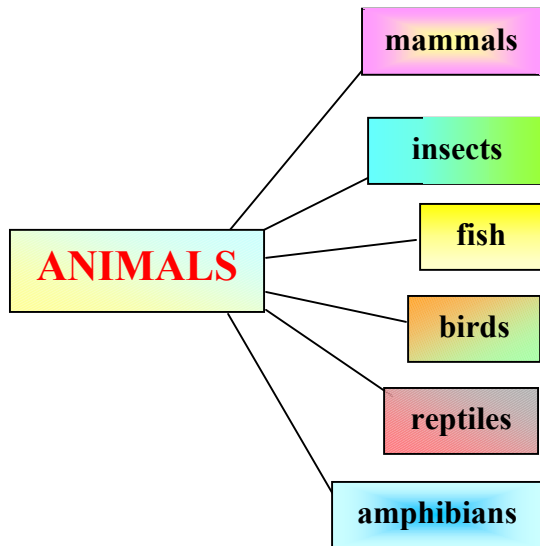 mammals
insects
fish
ANIMALS
birds
reptiles
amphibians